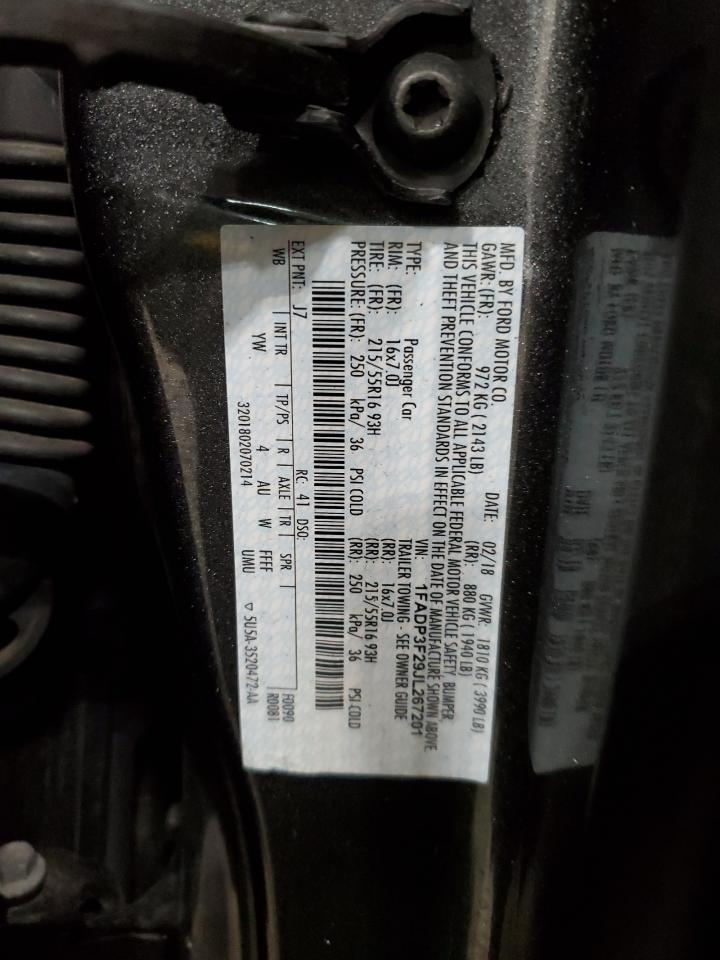 MFD. BY FORD MOTOR CO. DATE: 02/18 GVWR: 1810 KG ( 3990 LB)
GAWR: (FR): 972 KG ( 2143 LB) (RR): 880 KG ( 1940 LB)
THIS VEHICLE CONFORMS TO ALL APPLICABLE FEDERAL MOTOR VEHICLE SAFETY, BUMPER,
AND THEFT PREVENTION STANDARDS IN EFFECT ON THE DATE OF MANUFACTURE SHOWN ABOVE.
VIN: 1FADP3F29JL267201
TYPE: Passenger Car TRAILER TOWING - SEE OWNER GUIDE
RIM: (FR): 16x7.0J (RR): 16x7.0J
TIRE: (FR): 215/55R16 93H (RR): 215/55R16 93H
PRESSURE: (FR): 250 kPa/ 36 PSI COLD (RR): 250 kPa/ 36 PSI COLD
EXT PNT: J7 RC: 41 DSO: F0090
WB INT TR TP/PS R AXLE TR SPR R0081
YW 4 AU W FFFF
3201802070214 UMU ▽ 5U5A-3520472-AA